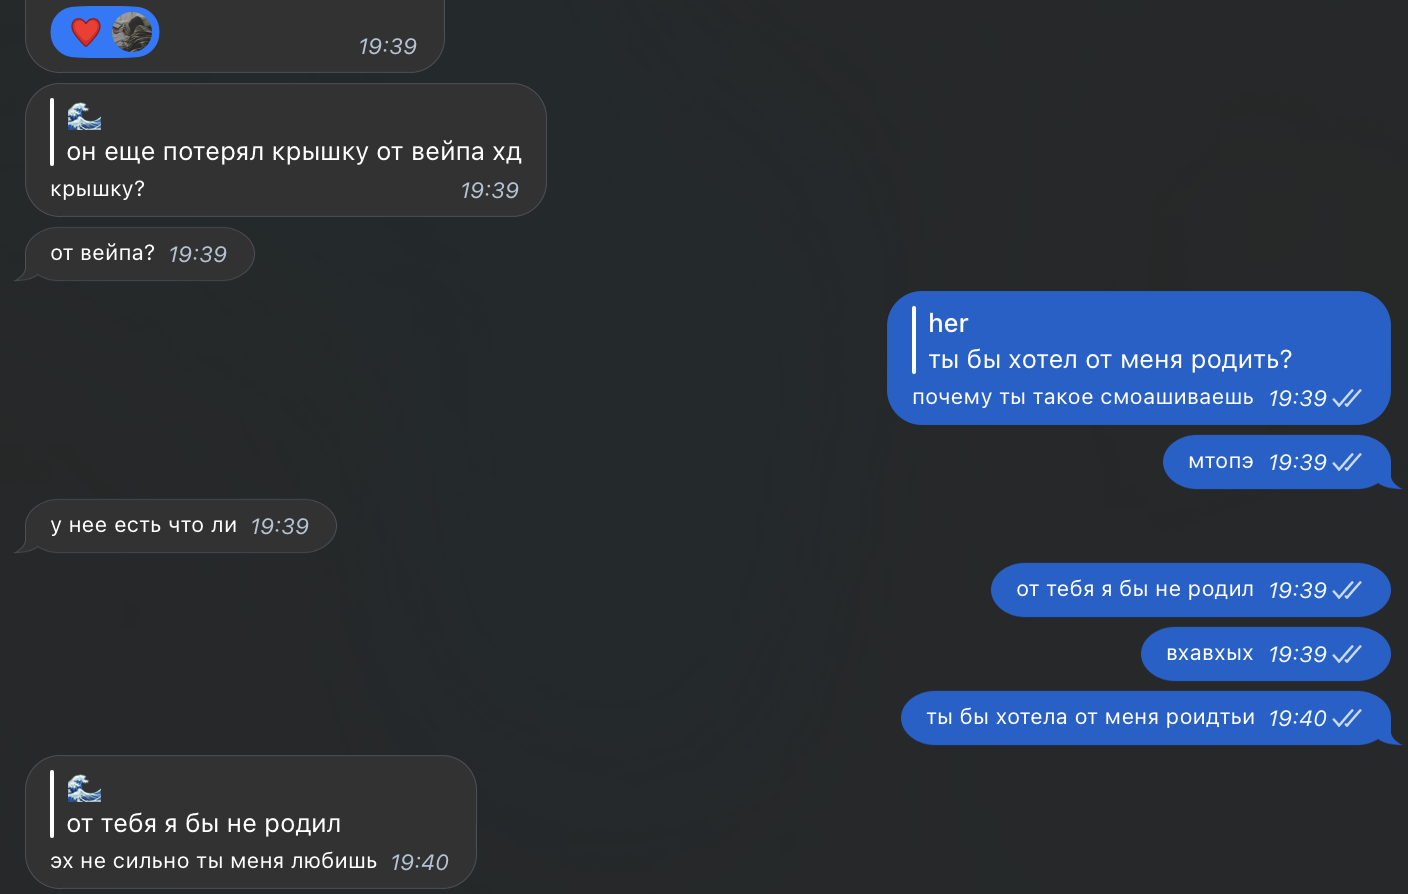 ❤️ 19:39
🌊
он еще потерял крышку от вейпа хд
крышку? 19:39
от вейпа? 19:39
her
ты бы хотел от меня родить?
почему ты такое смоашиваешь 19:39
мтопэ 19:39
у нее есть что ли 19:39
от тебя я бы не родил 19:39
вхавхых 19:39
ты бы хотела от меня роидтьи 19:40
🌊
от тебя я бы не родил
эх не сильно ты меня любишь 19:40